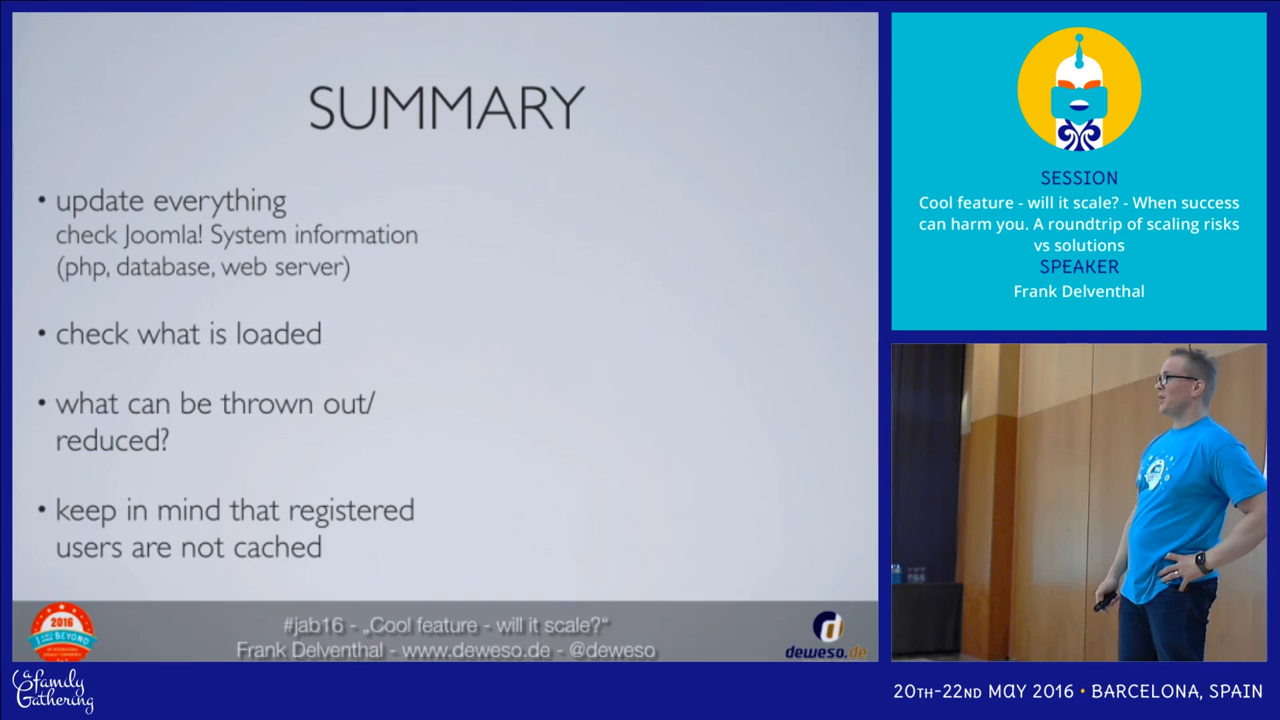 SUMMARY
• update everything
check Joomla! System information
(php, database, web server)
• check what is loaded
• what can be thrown out/
reduced?
• keep in mind that registered
users are not cached
2016
BEYOND
#jab16 - „Cool feature - will it scale?“
Frank Delventhal - www.deweso.de - @deweso
deweso.de
SESSION
Cool feature - will it scale? - When success
can harm you. A roundtrip of scaling risks
vs solutions
SPEAKER
Frank Delventhal
a family
Gathering
20TH-22ND MAY 2016 • BARCELONA, SPAIN